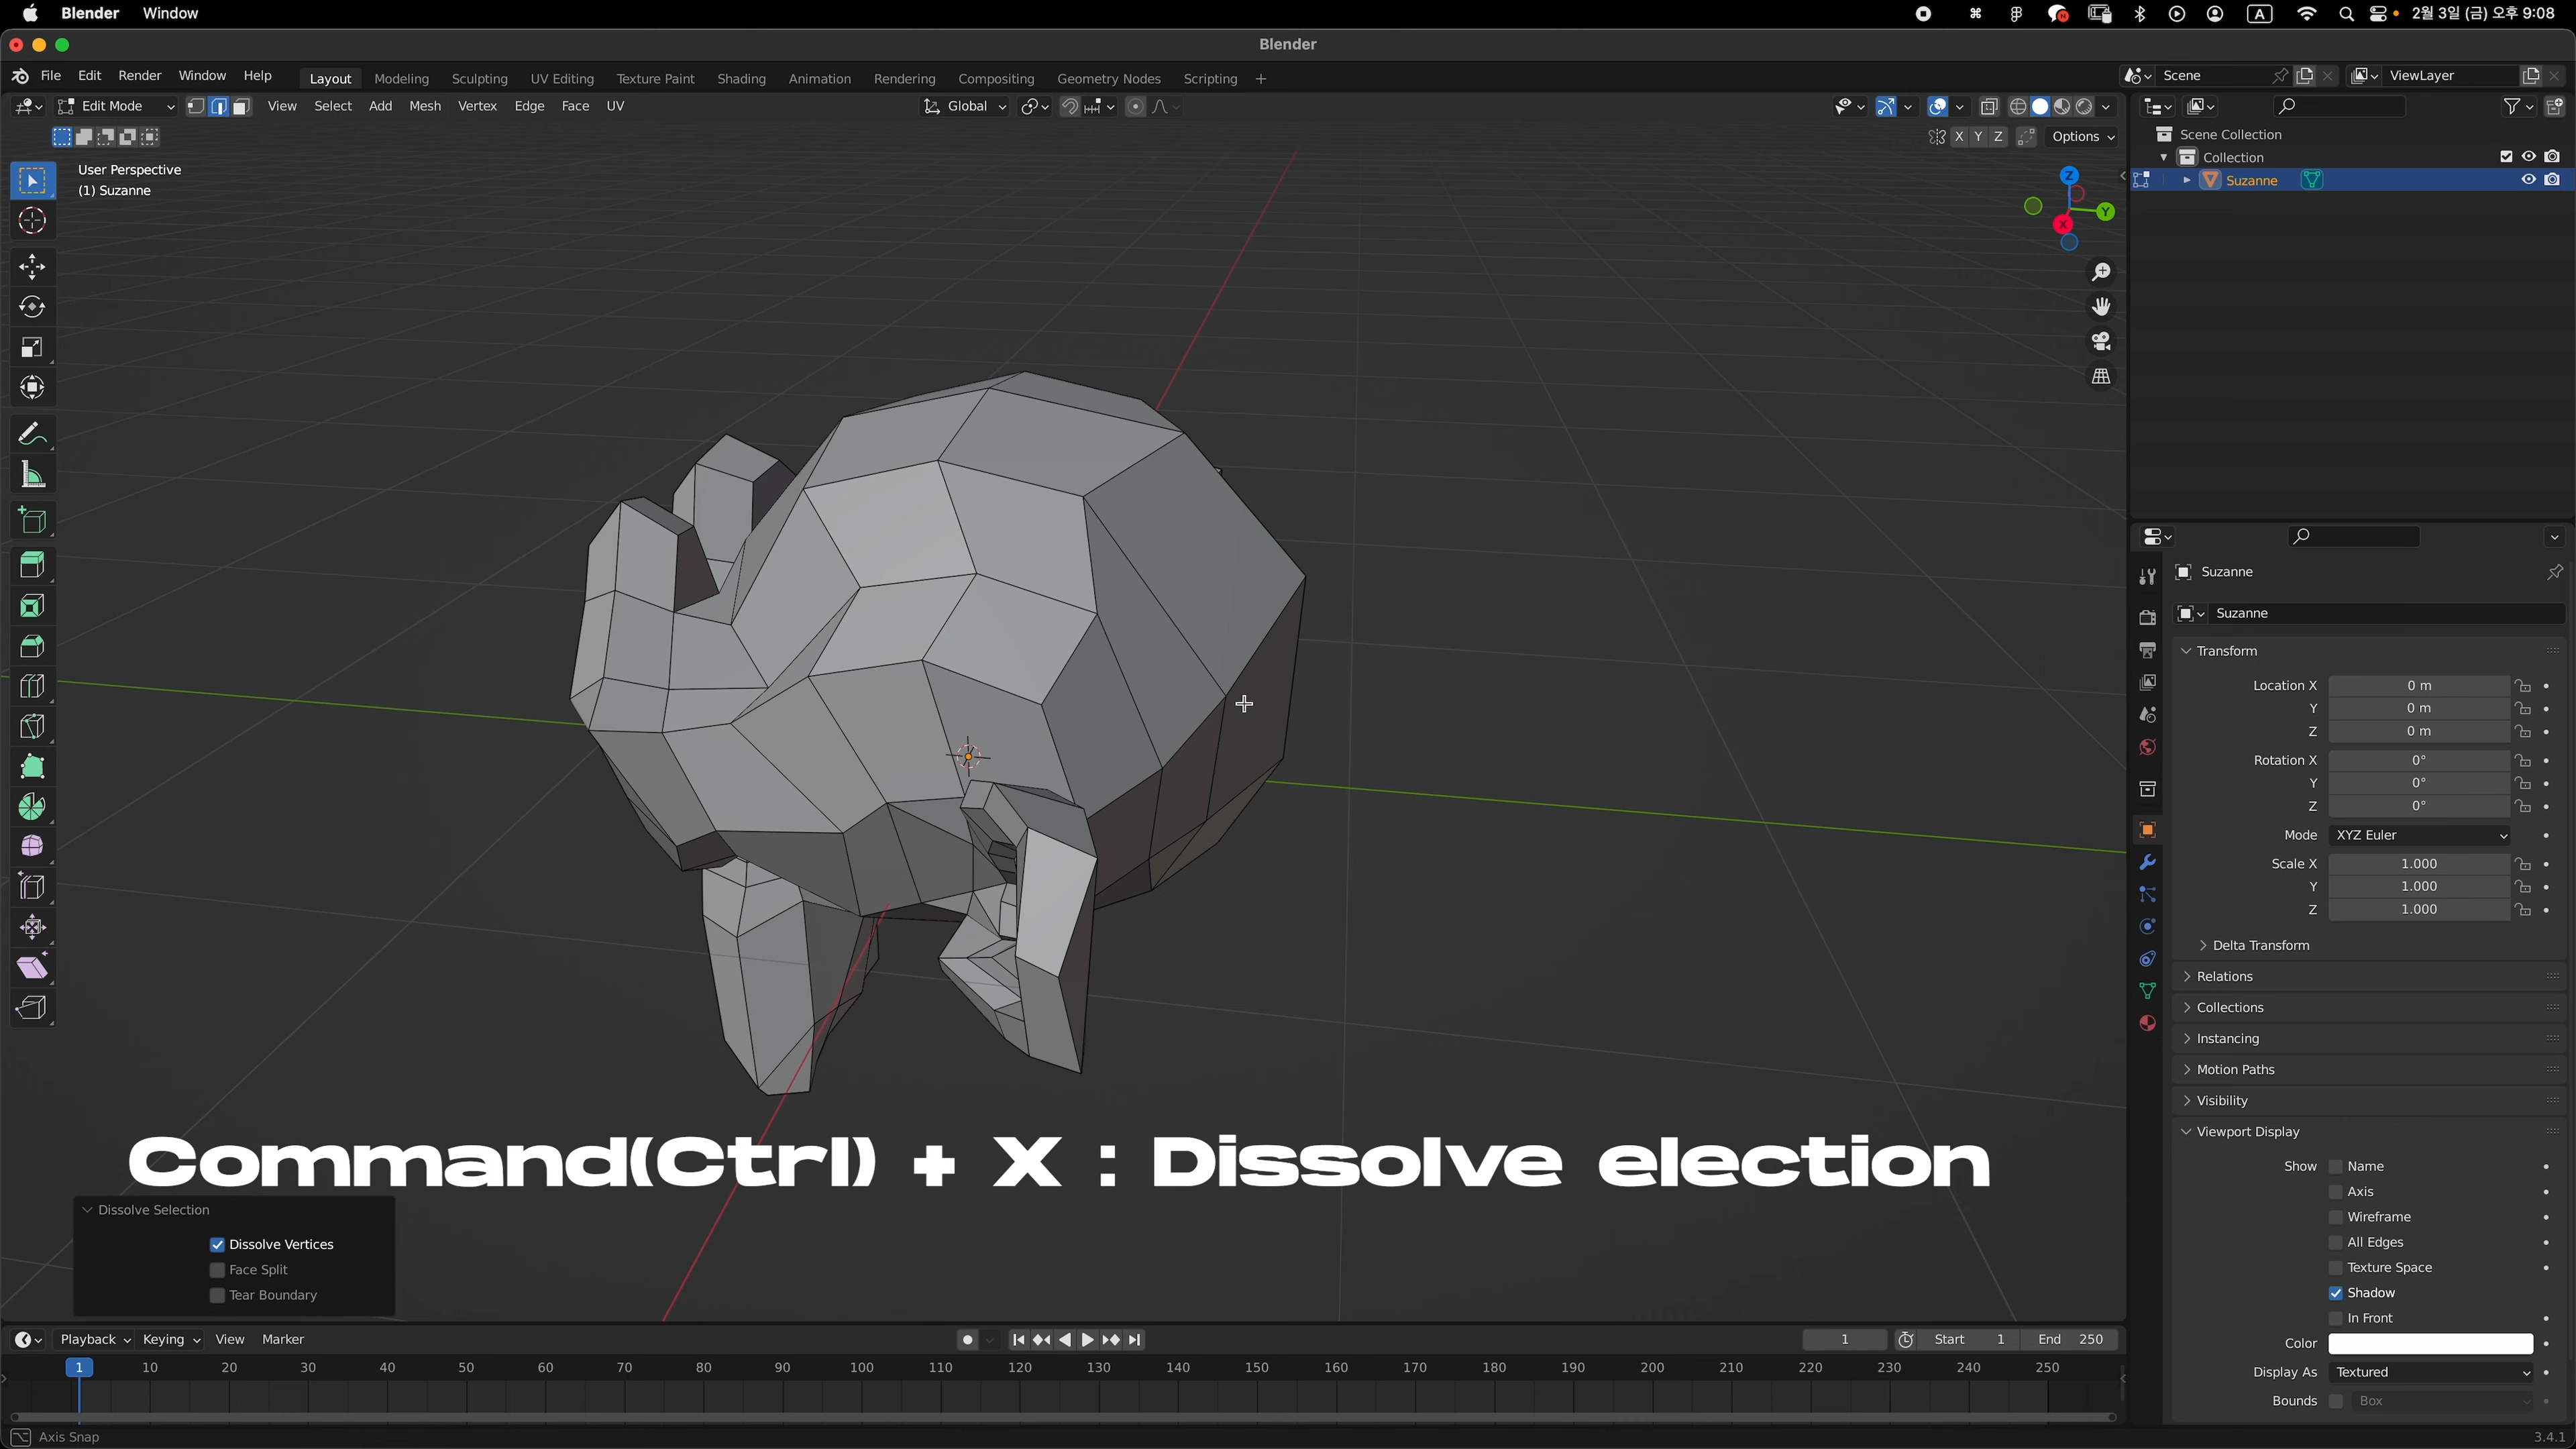 Blender Window
A 2월 3일 (금) 오후 9:08
Blender
File Edit Render Window Help Layout Modeling Sculpting UV Editing Texture Paint Shading Animation Rendering Compositing Geometry Nodes Scripting +
Scene
ViewLayer
Edit Mode View Select Add Mesh Vertex Edge Face UV
Global
X Y Z Options
User Perspective
(1) Suzanne
Z
Y
X
Scene Collection
Collection
Suzanne
Suzanne
Suzanne
Transform
Location X 0 m
Y 0 m
Z 0 m
Rotation X 0°
Y 0°
Z 0°
Mode XYZ Euler
Scale X 1.000
Y 1.000
Z 1.000
Delta Transform
Relations
Collections
Instancing
Motion Paths
Visibility
Viewport Display
Show Name
Axis
Wireframe
All Edges
Texture Space
Shadow
In Front
Color
Display As Textured
Bounds Box
Command(Ctrl) + X : Dissolve election
Dissolve Selection
Dissolve Vertices
Face Split
Tear Boundary
Playback Keying View Marker
1 Start 1 End 250
1 10 20 30 40 50 60 70 80 90 100 110 120 130 140 150 160 170 180 190 200 210 220 230 240 250
Axis Snap
3.4.1